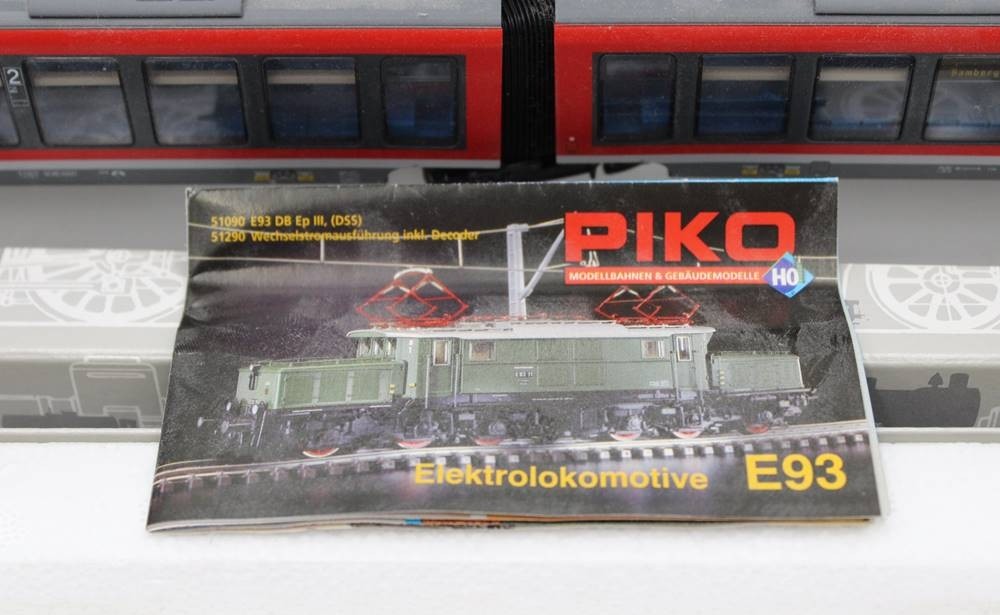 2
Bamberg
51090 E93 DB Ep III, (DSS)
51290 Wechselstromausführung inkl. Decoder
PIKO
MODELLBAHNEN & GEBÄUDEMODELLE
HO
E 93 11
Elektrolokomotive
E93